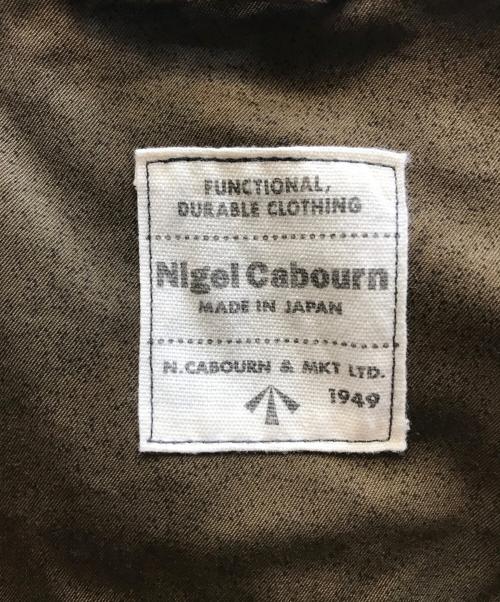 FUNCTIONAL,
DURABLE CLOTHING
Nigel Cabourn
MADE IN JAPAN
N.CABOURN & MKT LTD.
1949